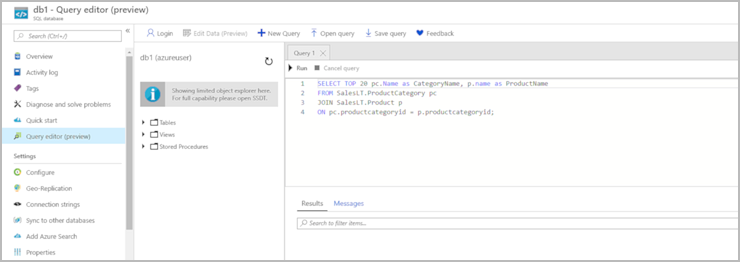 db1 - Query editor (preview)
SQL database
Search (Ctrl+/)
Overview
Activity log
Tags
Diagnose and solve problems
Quick start
Query editor (preview)
Settings
Configure
Geo-Replication
Connection strings
Sync to other databases
Add Azure Search
Properties
Login
Edit Data (Preview)
New Query
Open query
Save query
Feedback
db1 (azureuser)
Showing limited object explorer here.
For full capability please open SSDT.
Tables
Views
Stored Procedures
Query 1
Run
Cancel query
1 SELECT TOP 20 pc.Name as CategoryName, p.name as ProductName
2 FROM SalesLT.ProductCategory pc
3 JOIN SalesLT.Product p
4 ON pc.productcategoryid = p.productcategoryid;
Results
Messages
Search to filter items...